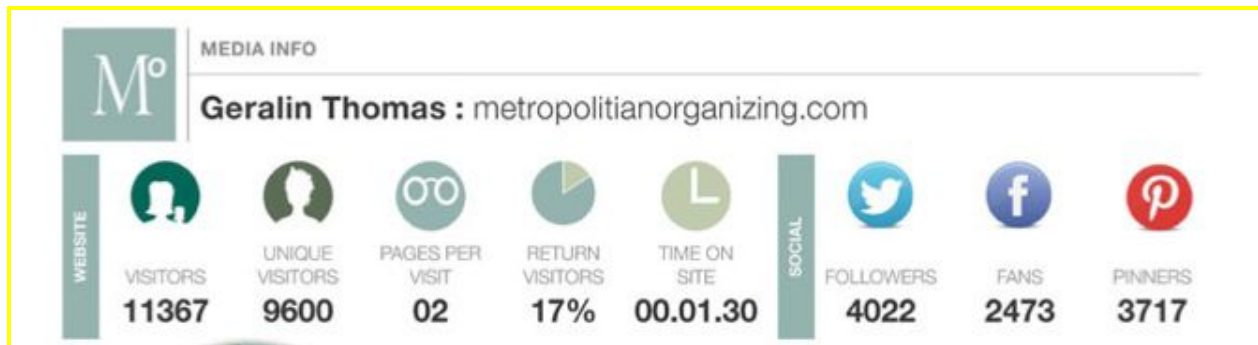 Mº
MEDIA INFO
Geralin Thomas : metropolitianorganizing.com
WEBSITE
VISITORS
11367
UNIQUE
VISITORS
9600
PAGES PER
VISIT
02
RETURN
VISITORS
17%
TIME ON
SITE
00.01.30
SOCIAL
FOLLOWERS
4022
FANS
2473
PINNERS
3717